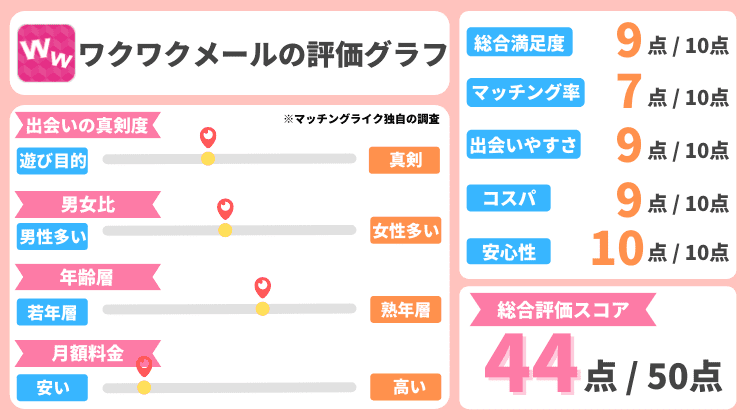 WW ワクワクメールの評価グラフ
出会いの真剣度
※マッチングライク独自の調査
遊び目的 真剣
男女比
男性多い 女性多い
年齢層
若年層 熟年層
月額料金
安い 高い
総合満足度 9点 / 10点
マッチング率 7点 / 10点
出会いやすさ 9点 / 10点
コスパ 9点 / 10点
安心性 10点 / 10点
総合評価スコア
44点 / 50点